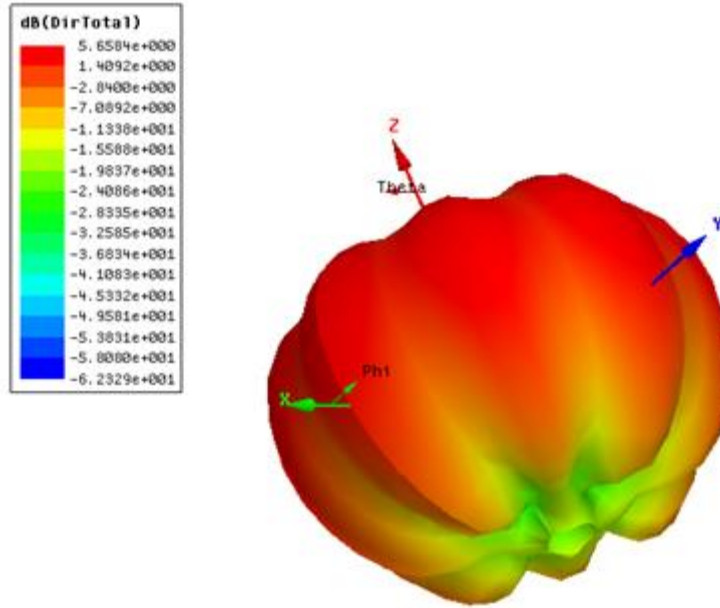 dB(DirTotal)
5.6584e+000
1.4092e+000
-2.8400e+000
-7.0892e+000
-1.1338e+001
-1.5588e+001
-1.9837e+001
-2.4086e+001
-2.8335e+001
-3.2585e+001
-3.6834e+001
-4.1083e+001
-4.5332e+001
-4.9581e+001
-5.3831e+001
-5.8080e+001
-6.2329e+001
Z
Theta
Y
Phi
X